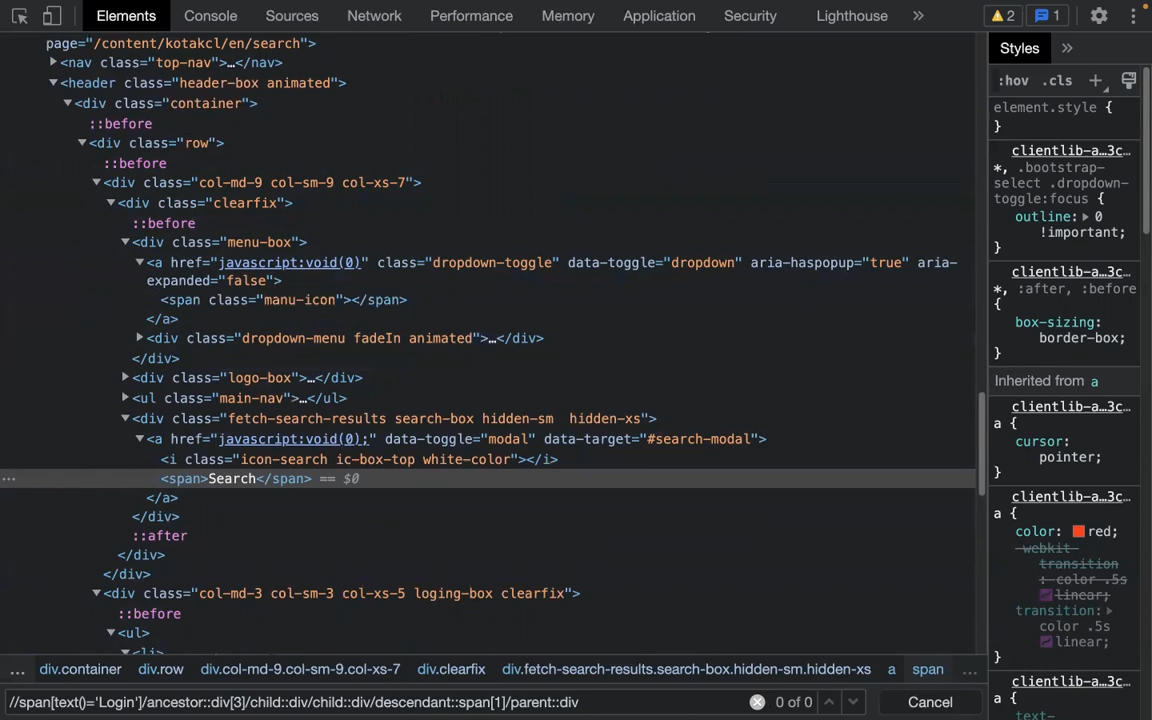 Elements Console Sources Network Performance Memory Application Security Lighthouse » 2 1
page="/content/kotakcl/en/search">
<nav class="top-nav">…</nav>
<header class="header-box animated">
<div class="container">
::before
<div class="row">
::before
<div class="col-md-9 col-sm-9 col-xs-7">
<div class="clearfix">
::before
<div class="menu-box">
<a href="javascript:void(0)" class="dropdown-toggle" data-toggle="dropdown" aria-haspopup="true" aria-
expanded="false">
<span class="manu-icon"></span>
</a>
<div class="dropdown-menu fadeIn animated">…</div>
</div>
<div class="logo-box">…</div>
<ul class="main-nav">…</ul>
<div class="fetch-search-results search-box hidden-sm  hidden-xs">
<a href="javascript:void(0);" data-toggle="modal" data-target="#search-modal">
<i class="icon-search ic-box-top white-color"></i>
… <span>Search</span> == $0
</a>
</div>
::after
</div>
</div>
<div class="col-md-3 col-sm-3 col-xs-5 loging-box clearfix">
::before
<ul>
<li>
… div.container div.row div.col-md-9.col-sm-9.col-xs-7 div.clearfix div.fetch-search-results.search-box.hidden-sm.hidden-xs a span …
//span[text()='Login']/ancestor::div[3]/child::div/child::div/descendant::span[1]/parent::div 0 of 0 Cancel
Styles »
:hov .cls +
element.style {
}
clientlib-a…3c…
*, .bootstrap-
select .dropdown-
toggle:focus {
outline: 0
!important;
}
clientlib-a…3c…
*, :after, :before
{
box-sizing:
border-box;
}
Inherited from a
clientlib-a…3c…
a {
cursor:
pointer;
}
clientlib-a…3c…
a {
color: red;
-webkit-
transition
: color .5s
linear;
transition:
color .5s
linear;
}
clientlib-a…3c…
a {
text-